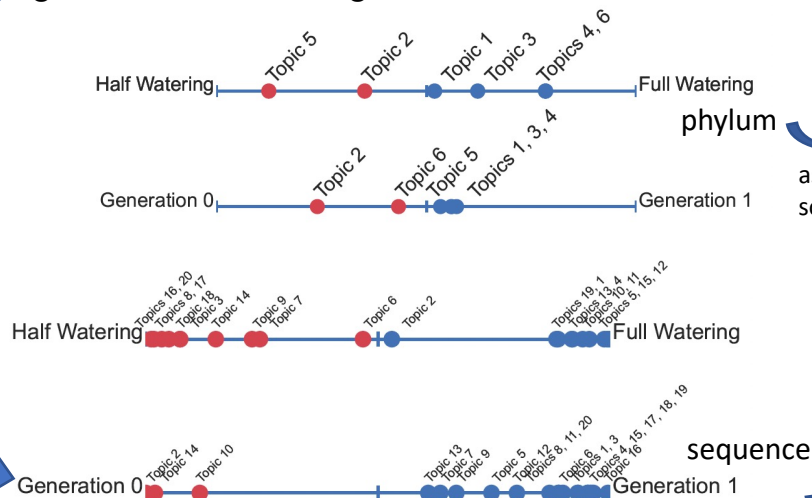 Topic 5
Topic 2
Topic 1
Topic 3
Topics 4, 6
Half Watering
Full Watering
phylum
Topic 2
Topic 6
Topic 5
Topics 1, 3, 4
Generation 0
Generation 1
Topics 16, 20
Topics 8, 17
Topic 18
Topic 3
Topic 14
Topic 9
Topic 7
Topic 6
Topic 2
Topics 19, 1
Topics 13, 4
Topics 10, 11
Topics 5, 15, 12
Half Watering
Full Watering
Topic 2
Topic 14
Topic 10
Topic 13
Topic 7
Topic 9
Topic 5
Topic 12
Topics 8, 11, 20
Topic 6
Topics 1, 3
Topics 4, 15, 17, 18, 19
Topic 16
sequence
Generation 0
Generation 1